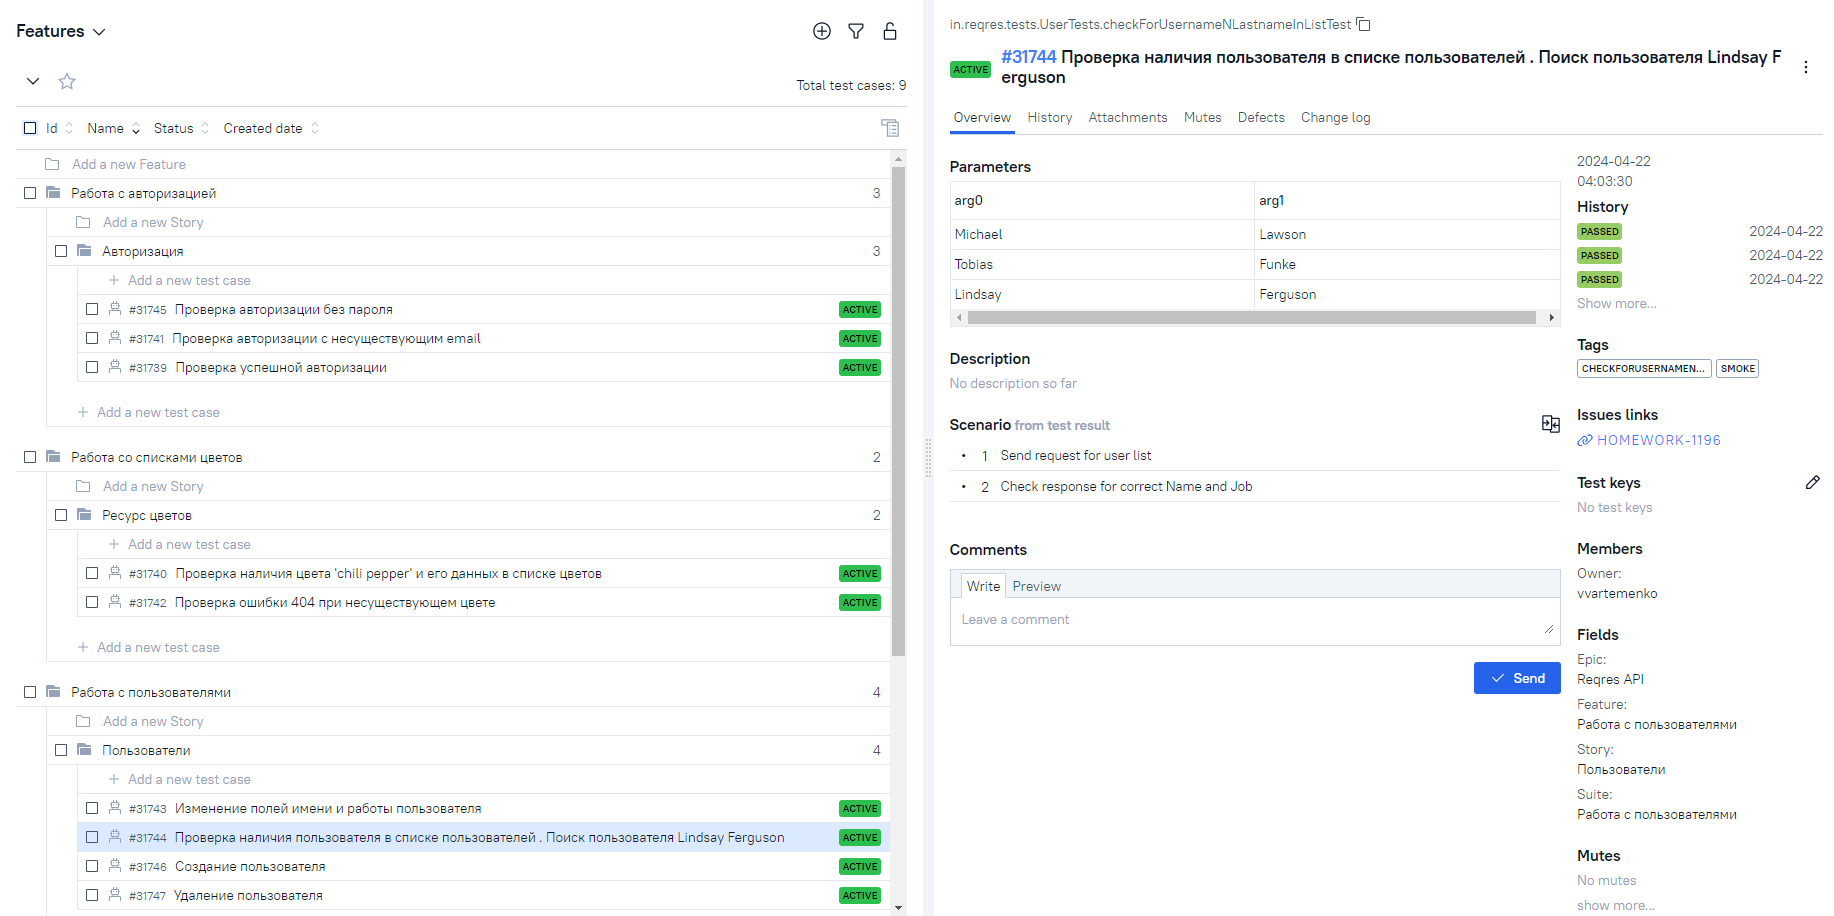 Features
Total test cases: 9
Id Name Status Created date
Add a new Feature
Работа с авторизацией 3
Add a new Story
Авторизация 3
Add a new test case
#31745 Проверка авторизации без пароля ACTIVE
#31741 Проверка авторизации с несуществующим email ACTIVE
#31739 Проверка успешной авторизации ACTIVE
Add a new test case
Работа со списками цветов 2
Add a new Story
Ресурс цветов 2
Add a new test case
#31740 Проверка наличия цвета 'chili pepper' и его данных в списке цветов ACTIVE
#31742 Проверка ошибки 404 при несуществующем цвете ACTIVE
Add a new test case
Работа с пользователями 4
Add a new Story
Пользователи 4
Add a new test case
#31743 Изменение полей имени и работы пользователя ACTIVE
#31744 Проверка наличия пользователя в списке пользователей . Поиск пользователя Lindsay Ferguson ACTIVE
#31746 Создание пользователя ACTIVE
#31747 Удаление пользователя ACTIVE
in.reqres.tests.UserTests.checkForUsernameNLastnameInListTest
ACTIVE #31744 Проверка наличия пользователя в списке пользователей . Поиск пользователя Lindsay F
erguson
Overview History Attachments Mutes Defects Change log
Parameters
arg0 arg1
Michael Lawson
Tobias Funke
Lindsay Ferguson
Description
No description so far
Scenario from test result
• 1 Send request for user list
• 2 Check response for correct Name and Job
Comments
Write Preview
Leave a comment
Send
2024-04-22
04:03:30
History
PASSED 2024-04-22
PASSED 2024-04-22
PASSED 2024-04-22
Show more...
Tags
CHECKFORUSERNAMEN... SMOKE
Issues links
HOMEWORK-1196
Test keys
No test keys
Members
Owner:
vvartemenko
Fields
Epic:
Reqres API
Feature:
Работа с пользователями
Story:
Пользователи
Suite:
Работа с пользователями
Mutes
No mutes
show more...